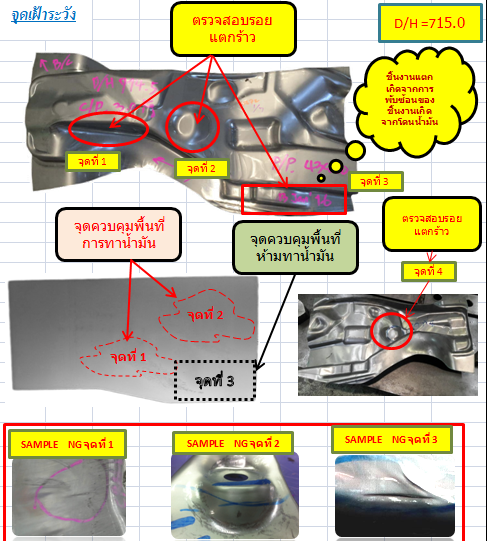 จุดเฝ้าระวัง
ตรวจสอบรอย
แตกร้าว
D/H =715.0
ชิ้นงานแตก
เกิดจากการ
พับซ้อนของ
ชิ้นงานเกิด
จากโดนน้ำมัน
จุดที่ 1
จุดที่ 2
จุดที่ 3
จุดควบคุมพื้นที่
การทาน้ำมัน
จุดควบคุมพื้นที่
ห้ามทาน้ำมัน
ตรวจสอบรอย
แตกร้าว
จุดที่ 4
จุดที่ 2
จุดที่ 1
จุดที่ 3
SAMPLE NG จุดที่ 1
SAMPLE NG จุดที่ 2
SAMPLE NG จุดที่ 3